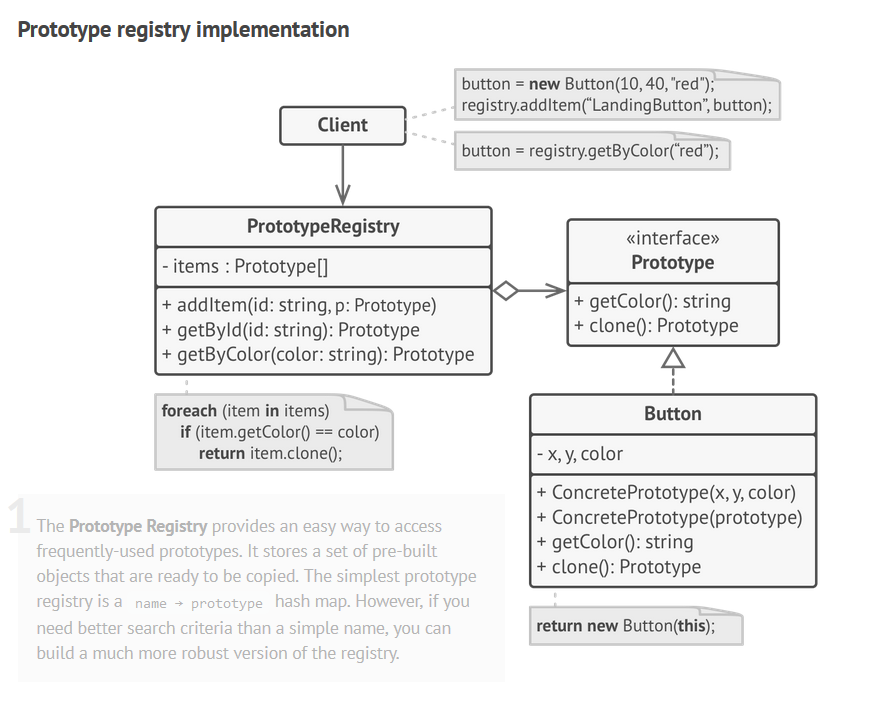 Prototype registry implementation
button = new Button(10, 40, "red");
registry.addItem(“LandingButton”, button);
Client
button = registry.getByColor(“red”);
PrototypeRegistry
- items : Prototype[]
+ addItem(id: string, p: Prototype)
+ getById(id: string): Prototype
+ getByColor(color: string): Prototype
«interface»
Prototype
+ getColor(): string
+ clone(): Prototype
foreach (item in items)
if (item.getColor() == color)
return item.clone();
Button
- x, y, color
+ ConcretePrototype(x, y, color)
+ ConcretePrototype(prototype)
+ getColor(): string
+ clone(): Prototype
return new Button(this);
1
The Prototype Registry provides an easy way to access
frequently-used prototypes. It stores a set of pre-built
objects that are ready to be copied. The simplest prototype
registry is a name → prototype hash map. However, if you
need better search criteria than a simple name, you can
build a much more robust version of the registry.